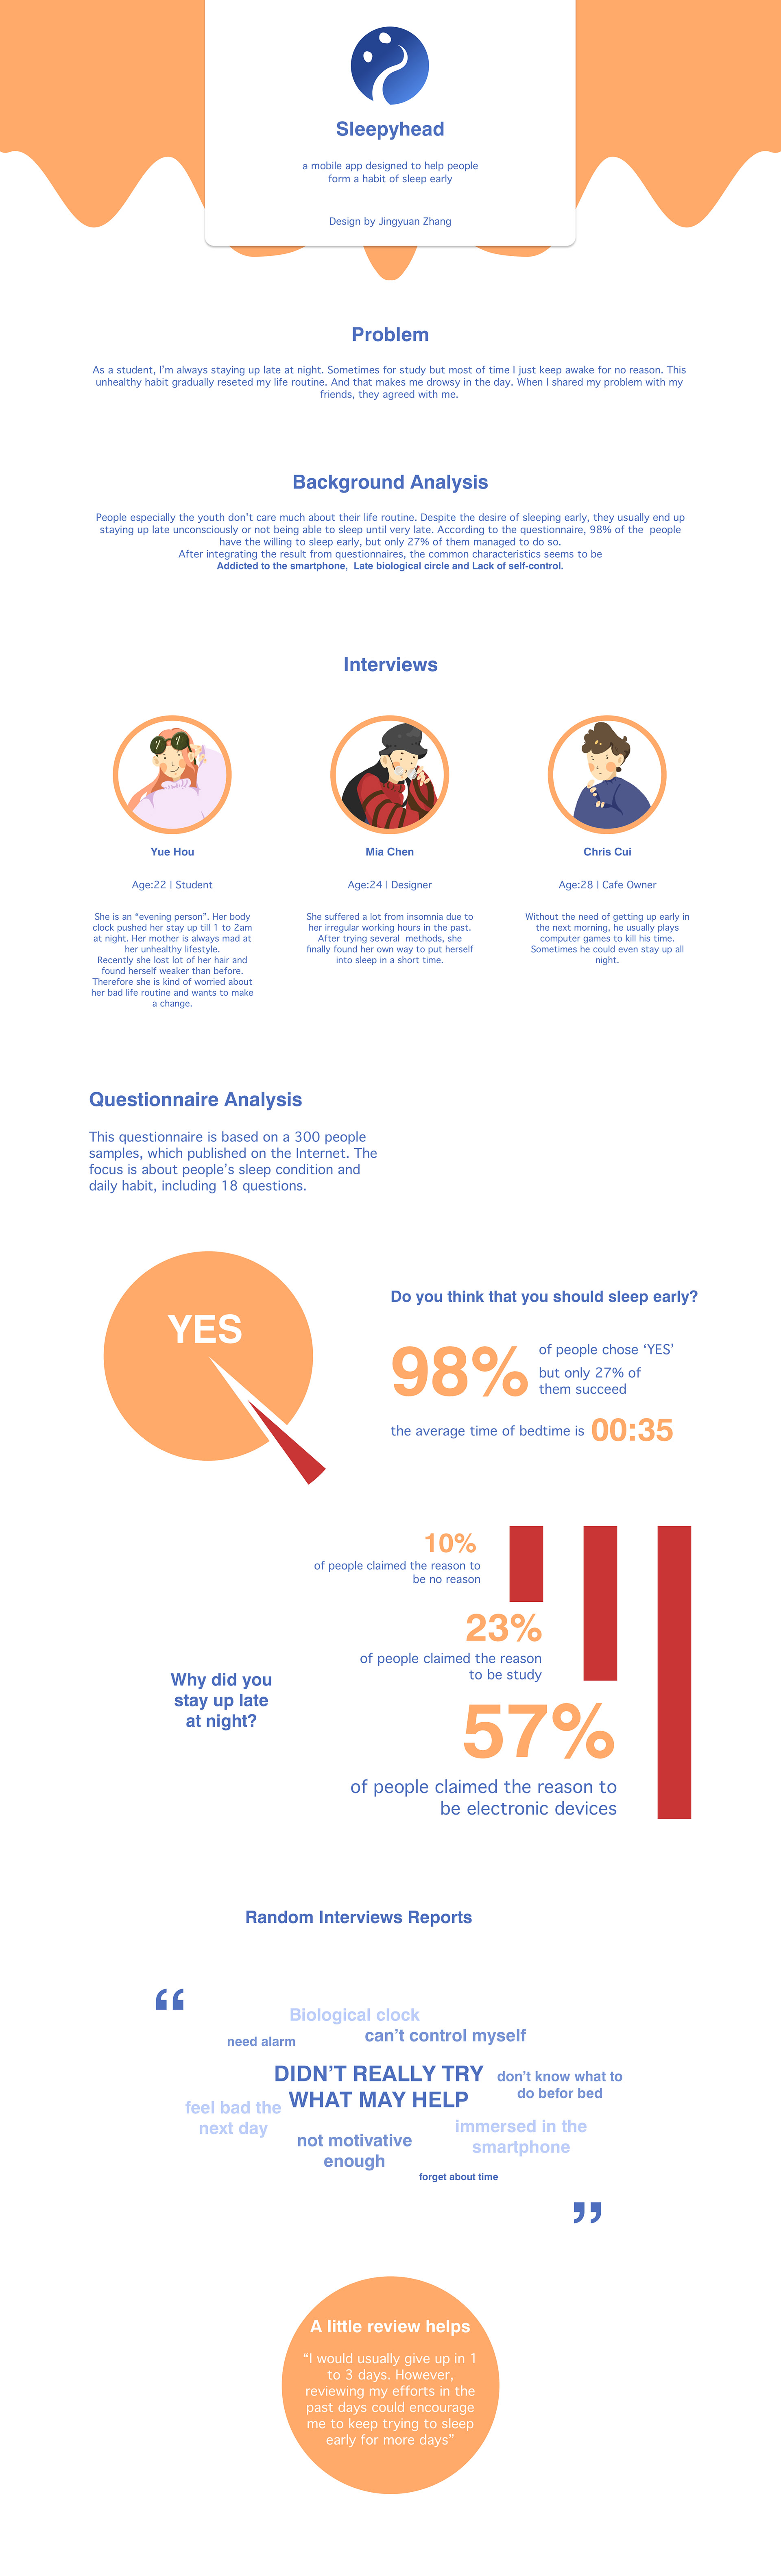 Sleepyhead
a mobile app designed to help people
form a habit of sleep early
Design by Jingyuan Zhang
Problem
As a student, I'm always staying up late at night. Sometimes for study but most of time I just keep awake for no reason. This
unhealthy habit gradually reseted my life routine. And that makes me drowsy in the day. When I shared my problem with my
friends, they agreed with me.
Background Analysis
People especially the youth don't care much about their life routine. Despite the desire of sleeping early, they usually end up
staying up late unconsciously or not being able to sleep until very late. According to the questionnaire, 98% of the people
have the willing to sleep early, but only 27% of them managed to do so.
After integrating the result from questionnaires, the common characteristics seems to be
Addicted to the smartphone, Late biological circle and Lack of self-control.
Interviews
Yue Hou
Age:22 | Student
She is an “evening person”. Her body
clock pushed her stay up till 1 to 2am
at night. Her mother is always mad at
her unhealthy lifestyle.
Recently she lost lot of her hair and
found herself weaker than before.
Therefore she is kind of worried about
her bad life routine and wants to make
a change.
Mia Chen
Age:24 | Designer
She suffered a lot from insomnia due to
her irregular working hours in the past.
After trying several methods, she
finally found her own way to put herself
into sleep in a short time.
Chris Cui
Age:28 | Cafe Owner
Without the need of getting up early in
the next morning, he usually plays
computer games to kill his time.
Sometimes he could even stay up all
night.
Questionnaire Analysis
This questionnaire is based on a 300 people
samples, which published on the Internet. The
focus is about people's sleep condition and
daily habit, including 18 questions.
YES
Do you think that you should sleep early?
98%
of people chose ‘YES’
but only 27% of
them succeed
the average time of bedtime is 00:35
10%
of people claimed the reason to
be no reason
23%
of people claimed the reason
to be study
Why did you
stay up late
at night?
57%
of people claimed the reason to
be electronic devices
Random Interviews Reports
“
Biological clock
can't control myself
need alarm
DIDN'T REALLY TRY
WHAT MAY HELP
don't know what to
do befor bed
feel bad the
next day
immersed in the
smartphone
not motivative
enough
forget about time
”
A little review helps
“I would usually give up in 1
to 3 days. However,
reviewing my efforts in the
past days could encourage
me to keep trying to sleep
early for more days”